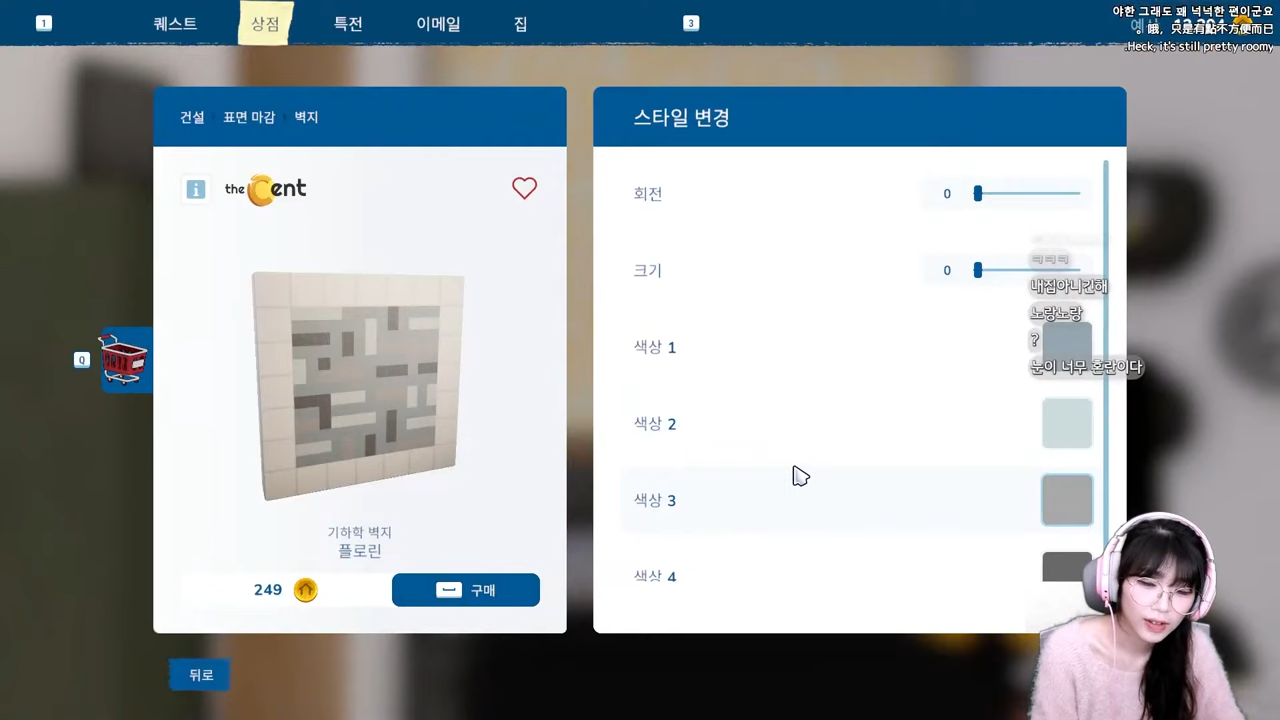 1
퀘스트
상점
특전
이메일
집
3
야한 그래도 꽤 넉넉한 편이군요
哦，只是有點不方便而已
Heck, it's still pretty roomy.
건설 표면 마감 벽지
스타일 변경
i
the Cent
회전
0
크기
0
ㅋㅋㅋ
내집아니긴해
노랑노랑
?
눈이 너무 혼란이다
Q
색상 1
색상 2
색상 3
색상 4
기하학 벽지
플로린
249
구매
뒤로